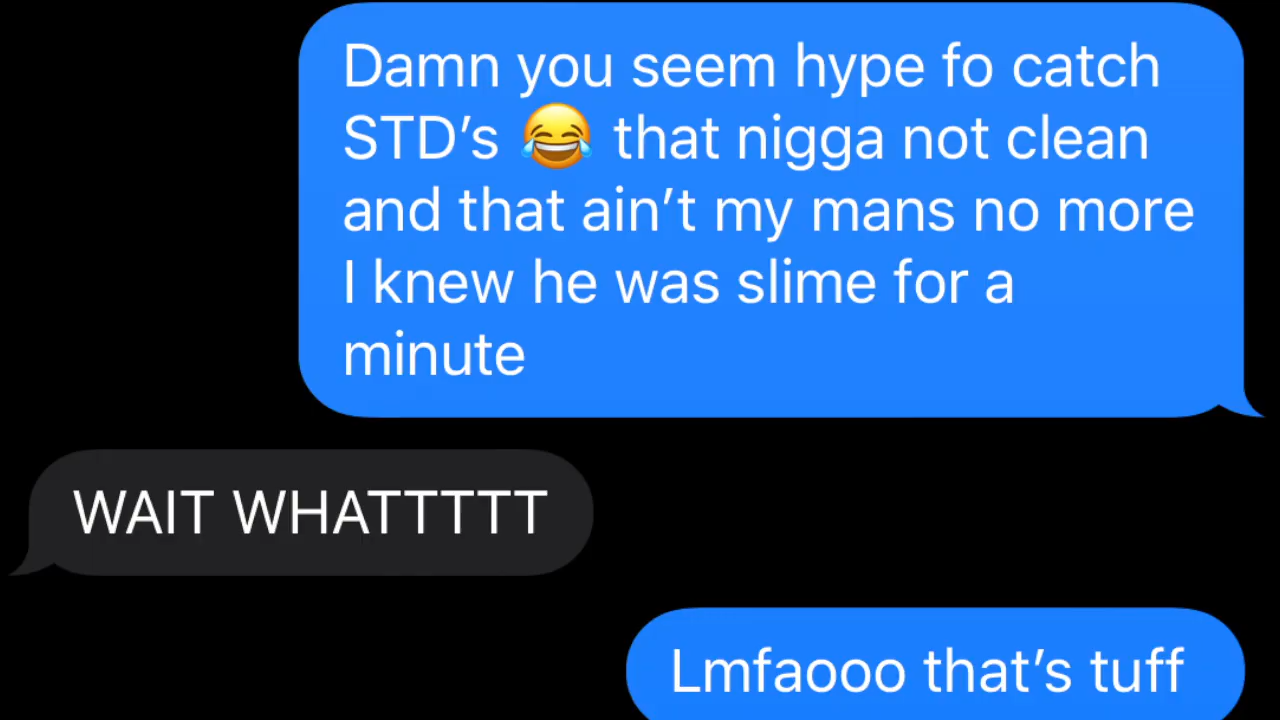 Damn you seem hype fo catch
STD’s 😂 that nigga not clean
and that ain’t my mans no more
I knew he was slime for a
minute
WAIT WHATTTTT
Lmfaooo that’s tuff